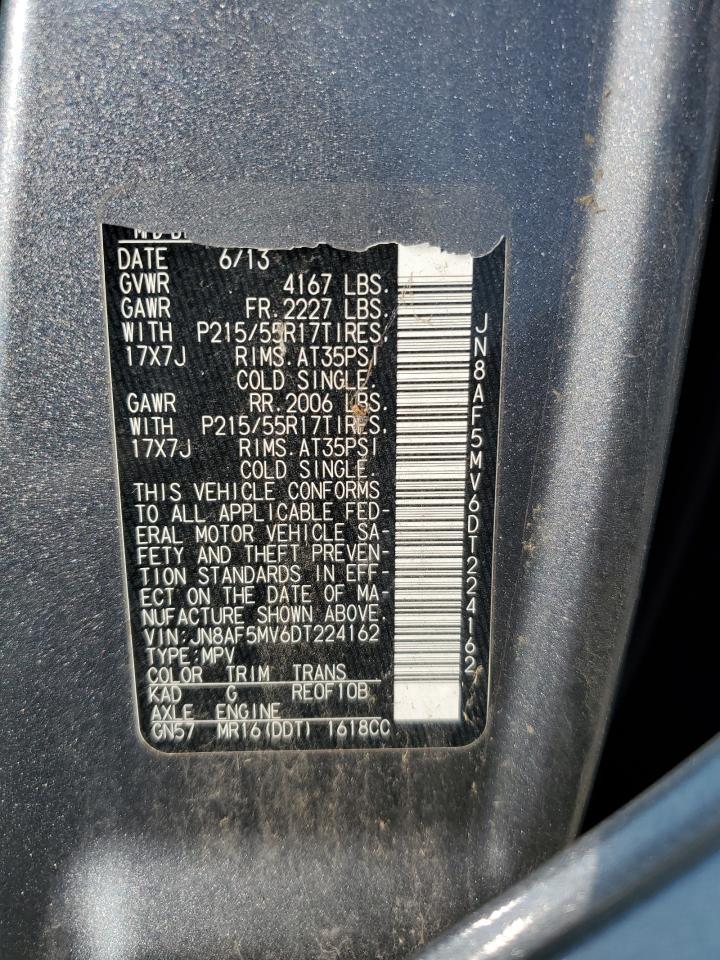 DATE 6/13
GVWR 4167 LBS.
GAWR FR. 2227 LBS.
WITH P215/55R17TIRES,
17X7J RIMS. AT35PSI
COLD SINGLE.
GAWR RR. 2006 LBS.
WITH P215/55R17TIRES,
17X7J RIMS. AT35PSI
COLD SINGLE.
THIS VEHICLE CONFORMS
TO ALL APPLICABLE FED-
ERAL MOTOR VEHICLE SA-
FETY AND THEFT PREVEN-
TION STANDARDS IN EFF-
ECT ON THE DATE OF MA-
NUFACTURE SHOWN ABOVE.
VIN:JN8AF5MV6DT224162
TYPE:MPV
COLOR TRIM TRANS
KAD G RE0F10B
AXLE ENGINE
GN57 MR16(DDT) 1618CC
JN8AF5MV6DT224162